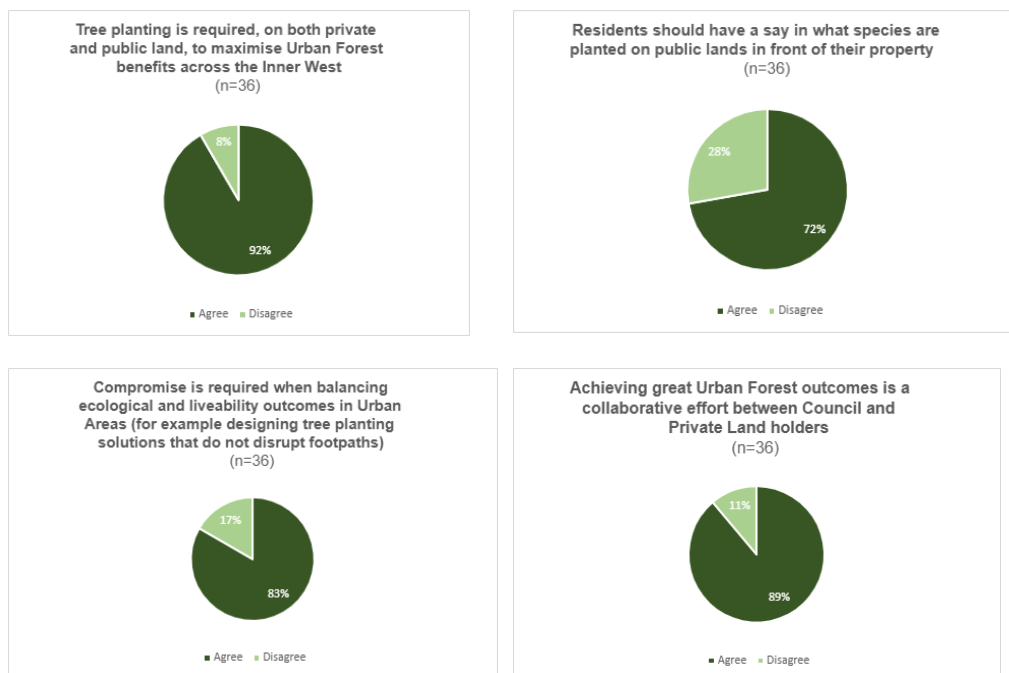 Tree planting is required, on both private
and public land, to maximise Urban Forest
benefits across the Inner West
(n=36)
8%
92%
Agree Disagree
Residents should have a say in what species are
planted on public lands in front of their property
(n=36)
28%
72%
Agree Disagree
Compromise is required when balancing
ecological and liveability outcomes in Urban
Areas (for example designing tree planting
solutions that do not disrupt footpaths)
(n=36)
17%
83%
Agree Disagree
Achieving great Urban Forest outcomes is a
collaborative effort between Council and
Private Land holders
(n=36)
11%
89%
Agree Disagree